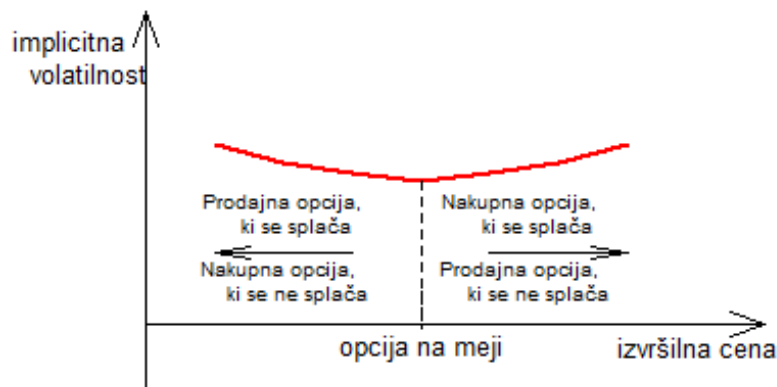 implicitna
volatilnost
Prodajna opcija,
ki se splača
Nakupna opcija,
ki se ne splača
Nakupna opcija,
ki se splača
Prodajna opcija,
ki se ne splača
opcija na meji
izvršilna cena